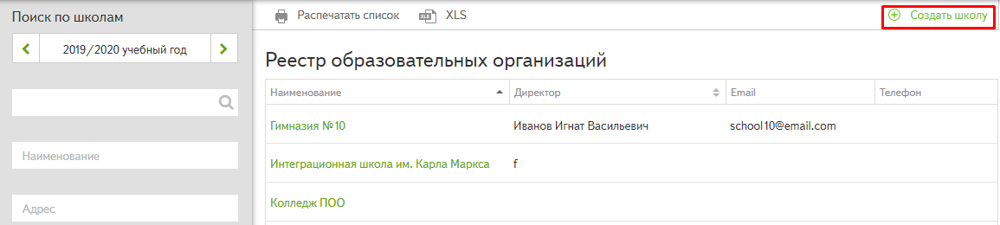 Поиск по школам
2019/2020 учебный год
Наименование
Адрес
Распечатать список XLS XLS Создать школу
Реестр образовательных организаций
Наименование Директор Email Телефон
Гимназия №10 Иванов Игнат Васильевич school10@email.com
Интеграционная школа им. Карла Маркса f
Колледж ПОО